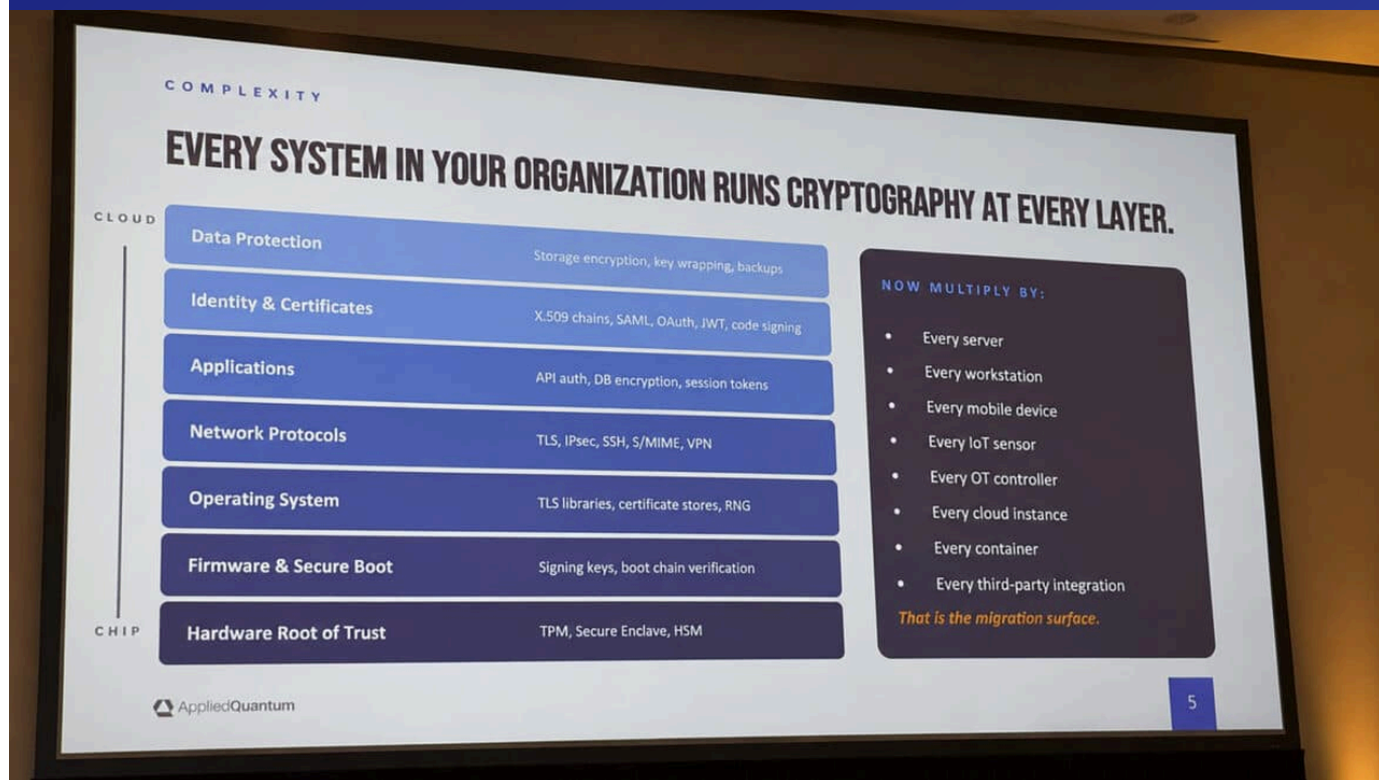 COMPLEXITY
EVERY SYSTEM IN YOUR ORGANIZATION RUNS CRYPTOGRAPHY AT EVERY LAYER.
CLOUD
Data Protection
Storage encryption, key wrapping, backups
Identity & Certificates
X.509 chains, SAML, OAuth, JWT, code signing
Applications
API auth, DB encryption, session tokens
Network Protocols
TLS, IPsec, SSH, S/MIME, VPN
Operating System
TLS libraries, certificate stores, RNG
Firmware & Secure Boot
Signing keys, boot chain verification
CHIP
Hardware Root of Trust
TPM, Secure Enclave, HSM
NOW MULTIPLY BY:
• Every server
• Every workstation
• Every mobile device
• Every IoT sensor
• Every OT controller
• Every cloud instance
• Every container
• Every third-party integration
That is the migration surface.
AppliedQuantum
5